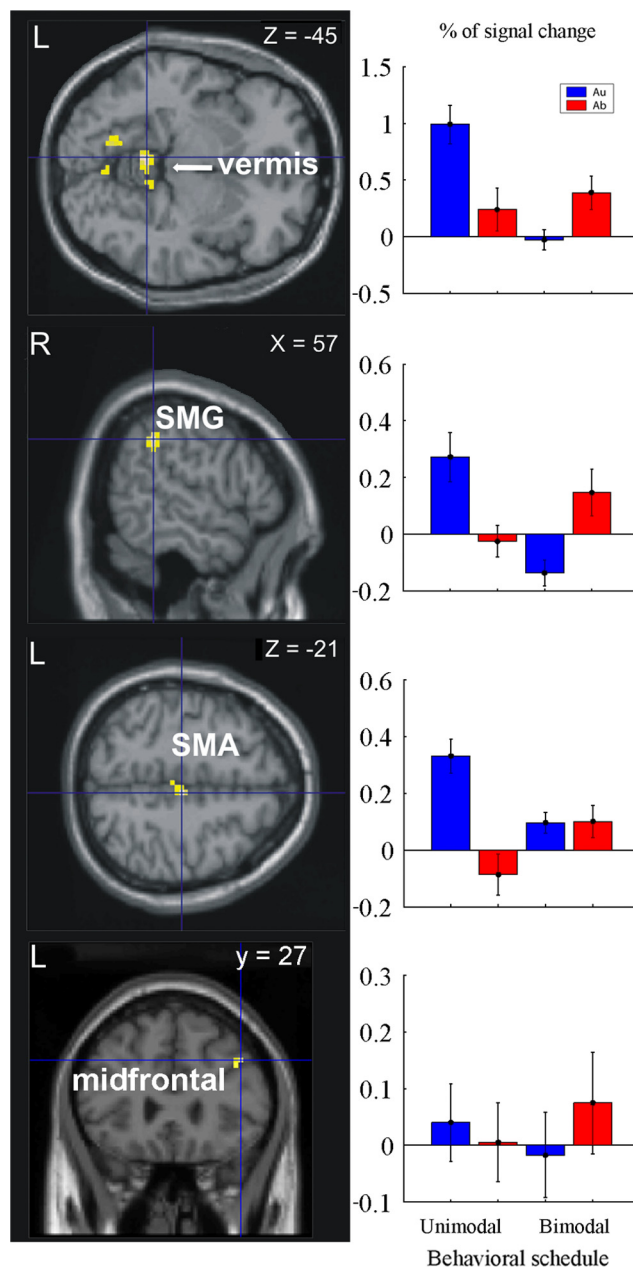 L
Z = -45
vermis
% of signal change
1.5
1
0.5
0
-0.5
Au
Ab
R
X = 57
SMG
0.6
0.4
0.2
0
-0.2
L
Z = -21
SMA
0.6
0.4
0.2
0
-0.2
L
y = 27
midfrontal
0.3
0.2
0.1
0
-0.1
Unimodal Bimodal
Behavioral schedule